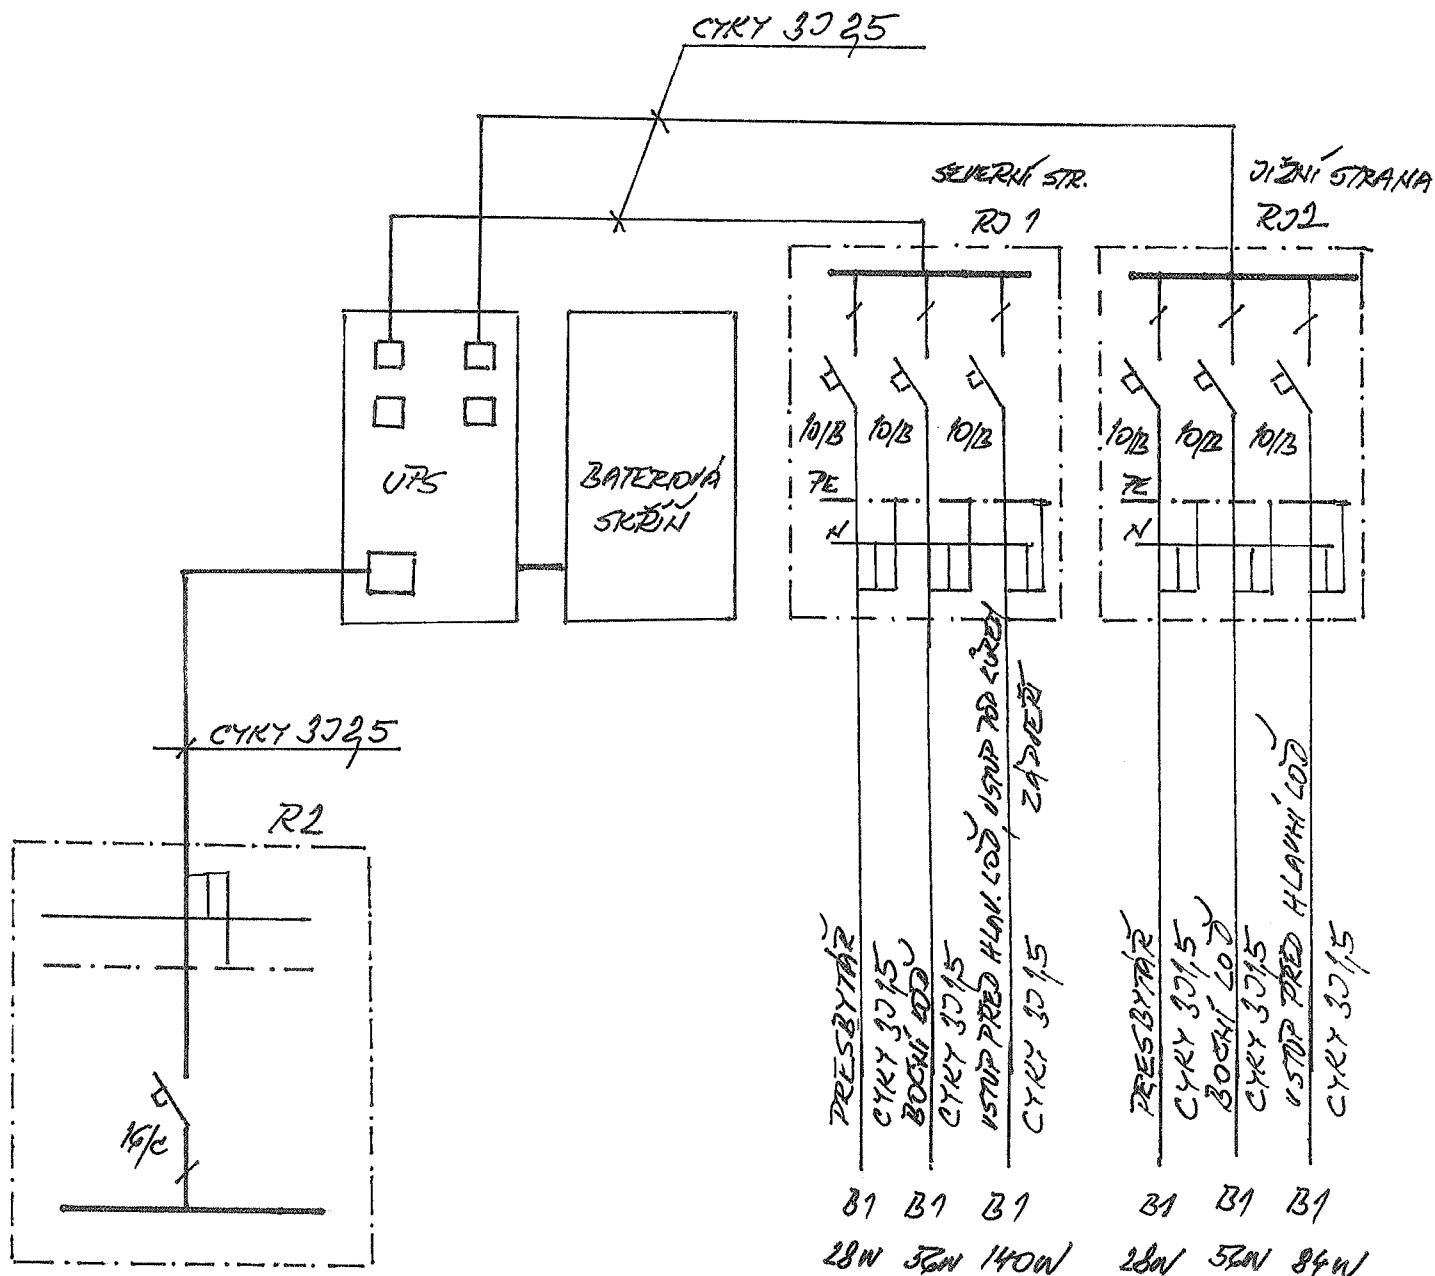 CYKY 3J 2,5
SEVERNÍ STR.
RJ 1
JIŽNÍ STRANA
RJ2
UPS
BATERIOVÁ
SKŘÍŇ
10/B 10/B 10/B
PE
N
10/B 10/B 10/B
PE
N
CYKY 3J2,5
R2
16/C
PRESBYTÁŘ
CYKY 3J1,5
BOČNÍ LOĎ
CYKY 3J1,5
VSTUP PŘED HLAV. LOĎ, VSTUP POD KŮREM
ZÁDVEŘÍ
CYKY 3J1,5
PRESBYTÁŘ
CYKY 3J1,5
BOČNÍ LOĎ
CYKY 3J1,5
VSTUP PŘED HLAVNÍ LOĎ
CYKY 3J1,5
B1 B1 B1
28W 56W 140W
B1 B1 B1
28W 56W 84W